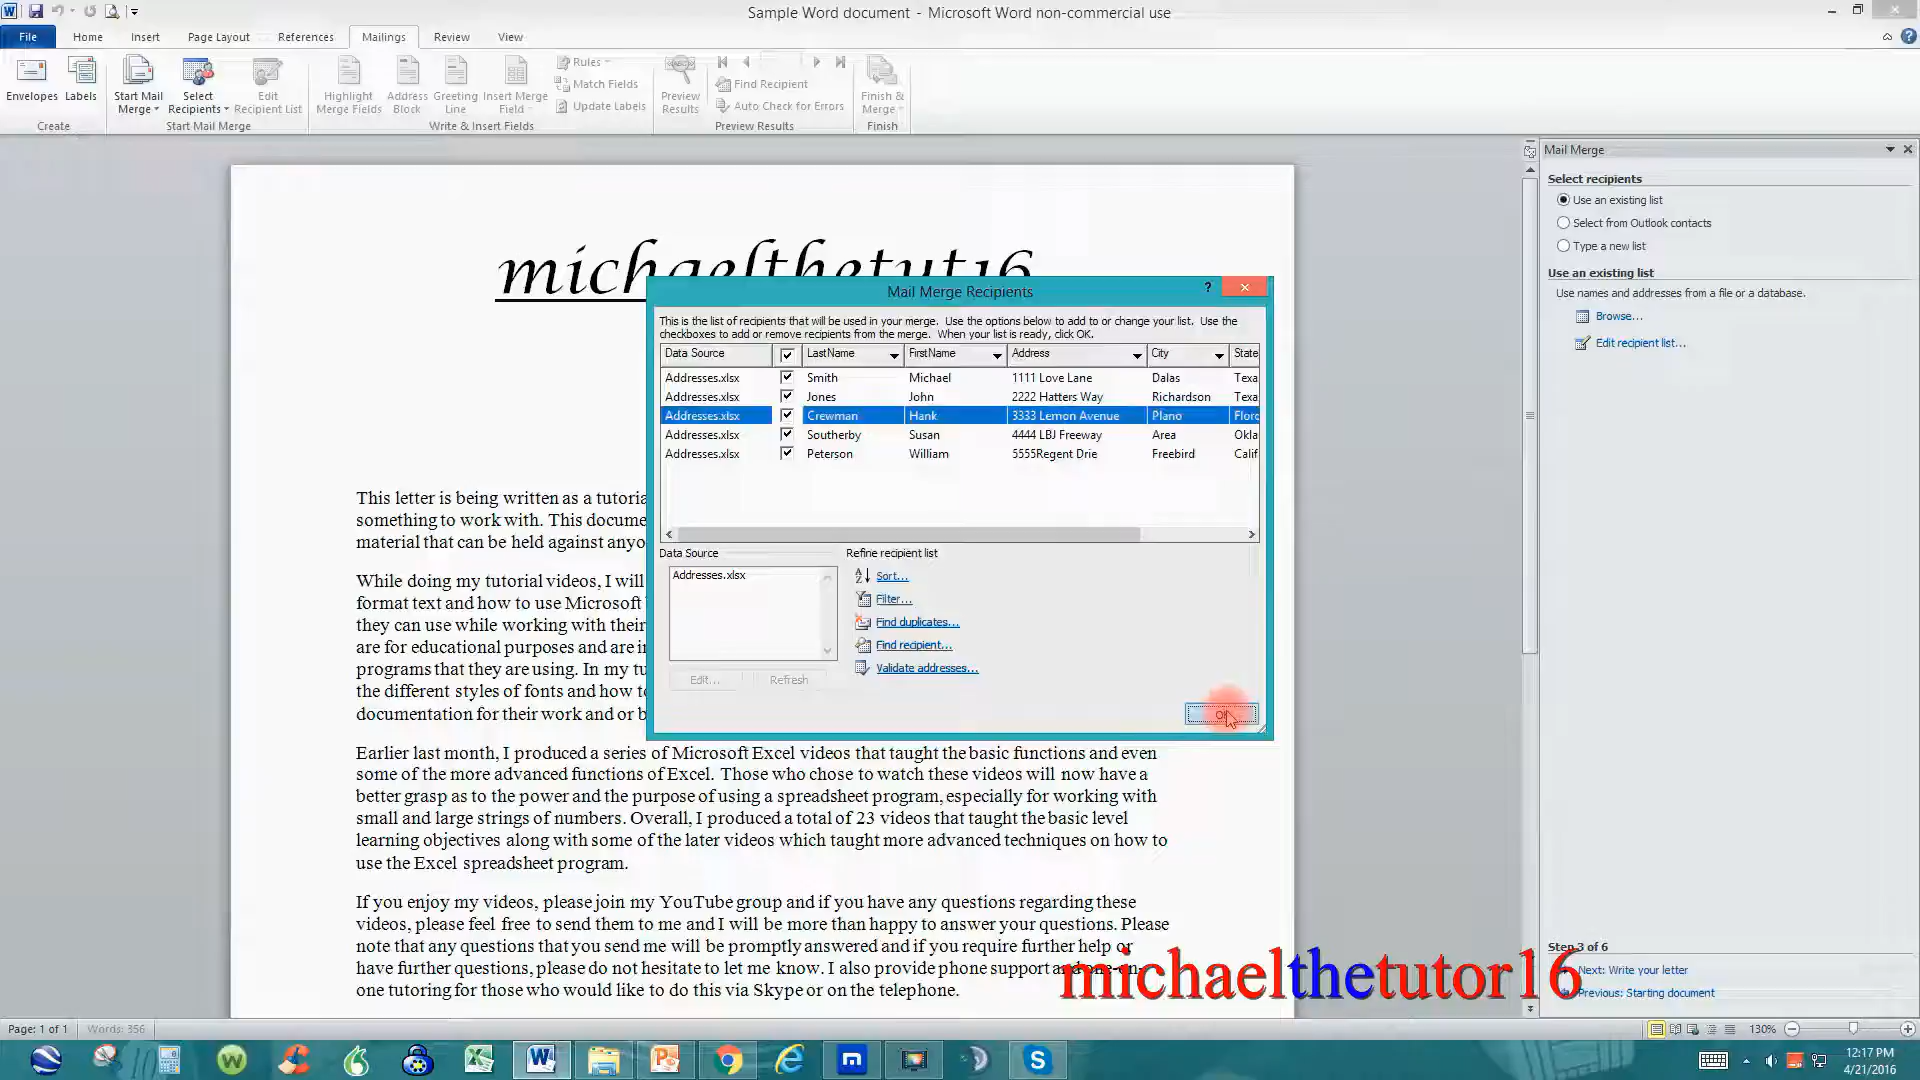 Sample Word document - Microsoft Word non-commercial use
File Home Insert Page Layout References Mailings Review View
Envelopes Labels Start Mail Merge Select Recipients Edit Recipient List Highlight Merge Fields Address Block Greeting Line Insert Merge Field Rules Match Fields Update Labels Preview Results Find Recipient Auto Check for Errors Finish & Merge
Create Start Mail Merge Write & Insert Fields Preview Results Finish
michaelthetut16
This letter is being written as a tutoria
something to work with. This docume
material that can be held against anyo
While doing my tutorial videos, I will
format text and how to use Microsoft
they can use while working with their
are for educational purposes and are i
programs that they are using. In my tu
the different styles of fonts and how t
documentation for their work and or b
Mail Merge Recipients
?
This is the list of recipients that will be used in your merge. Use the options below to add to or change your list. Use the
checkboxes to add or remove recipients from the merge. When your list is ready, click OK.
Data Source LastName FirstName Address City State
Addresses.xlsx Smith Michael 1111 Love Lane Dalas Texa
Addresses.xlsx Jones John 2222 Hatters Way Richardson Texa
Addresses.xlsx Crewman Hank 3333 Lemon Avenue Plano Floro
Addresses.xlsx Southerby Susan 4444 LBJ Freeway Area Okla
Addresses.xlsx Peterson William 5555Regent Drie Freebird Calif
Data Source Refine recipient list
Addresses.xlsx
Sort...
Filter...
Find duplicates...
Find recipient...
Validate addresses...
Edit... Refresh
Earlier last month, I produced a series of Microsoft Excel videos that taught the basic functions and even
some of the more advanced functions of Excel. Those who chose to watch these videos will now have a
better grasp as to the power and the purpose of using a spreadsheet program, especially for working with
small and large strings of numbers. Overall, I produced a total of 23 videos that taught the basic level
learning objectives along with some of the later videos which taught more advanced techniques on how to
use the Excel spreadsheet program.
If you enjoy my videos, please join my YouTube group and if you have any questions regarding these
videos, please feel free to send them to me and I will be more than happy to answer your questions. Please
note that any questions that you send me will be promptly answered and if you require further help or
have further questions, please do not hesitate to let me know. I also provide phone support and one-on-
one tutoring for those who would like to do this via Skype or on the telephone.
Mail Merge
Select recipients
Use an existing list
Select from Outlook contacts
Type a new list
Use an existing list
Use names and addresses from a file or a database.
Browse...
Edit recipient list...
Step 3 of 6
Next: Write your letter
Previous: Starting document
michaelthetutor16
Page: 1 of 1 Words: 356 130%
12:17 PM
4/21/2016